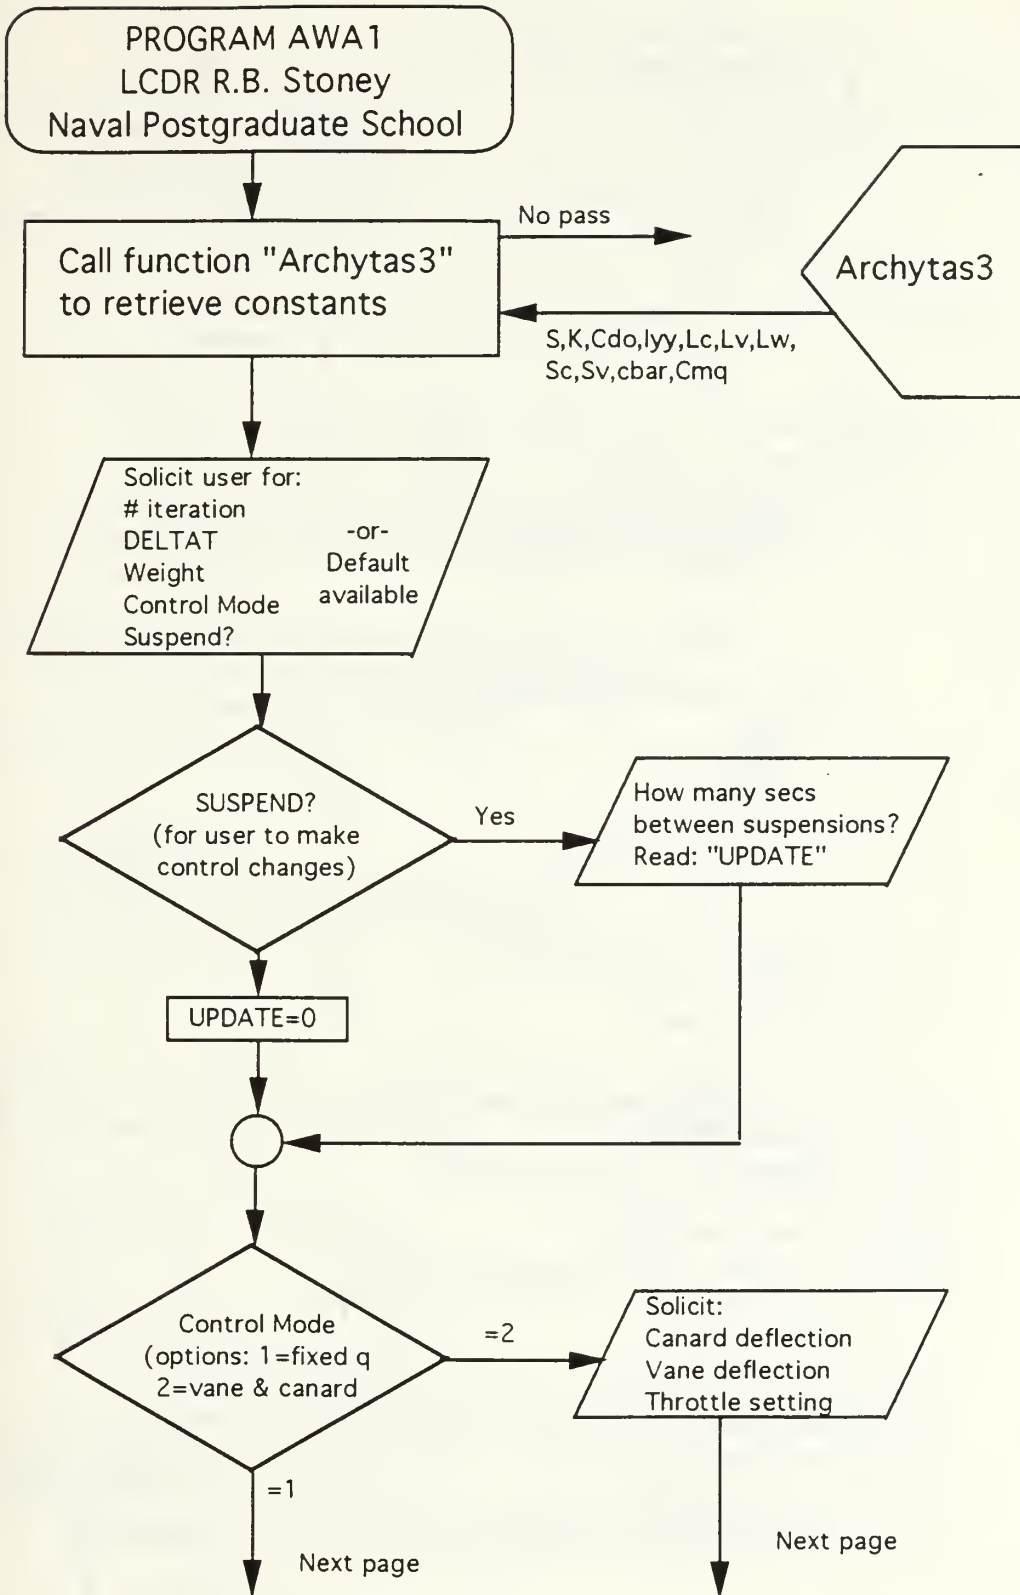 PROGRAM AWA1
LCDR R.B. Stoney
Naval Postgraduate School
Call function "Archytas3"
to retrieve constants
No pass
Archytas3
S,K,Cdo,Iyy,Lc,Lv,Lw,
Sc,Sv,cbar,Cmq
Solicit user for:
# iteration
DELTAT
Weight
Control Mode
Suspend?
-or-
Default
available
SUSPEND?
(for user to make
control changes)
Yes
How many secs
between suspensions?
Read: "UPDATE"
UPDATE=0
Control Mode
(options: 1=fixed q
2=vane & canard
=2
Solicit:
Canard deflection
Vane deflection
Throttle setting
=1
Next page
Next page